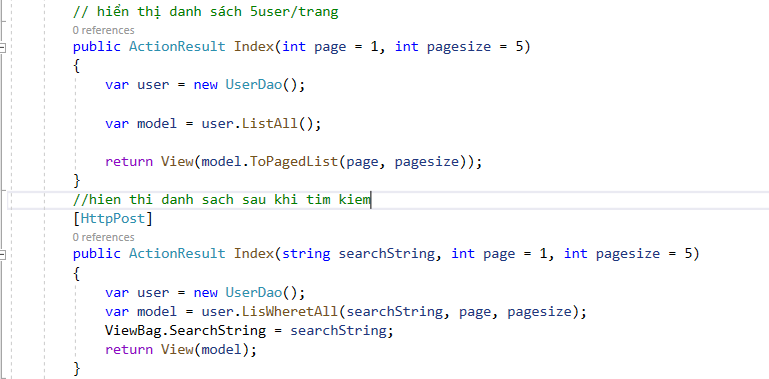 // hiển thị danh sách 5user/trang
0 references
public ActionResult Index(int page = 1, int pagesize = 5)
{
var user = new UserDao();
var model = user.ListAll();
return View(model.ToPagedList(page, pagesize));
}
//hien thi danh sach sau khi tim kiem
[HttpPost]
0 references
public ActionResult Index(string searchString, int page = 1, int pagesize = 5)
{
var user = new UserDao();
var model = user.LisWheretAll(searchString, page, pagesize);
ViewBag.SearchString = searchString;
return View(model);
}